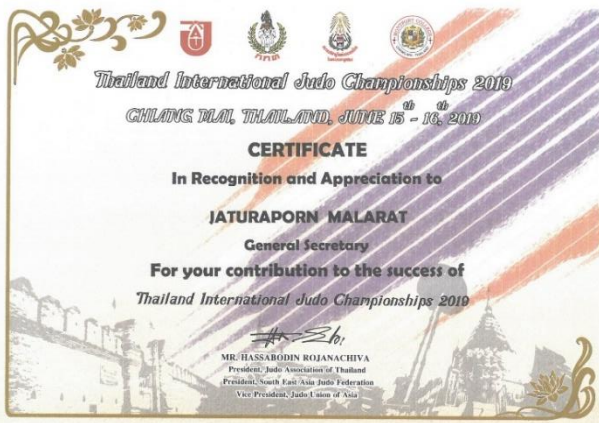 Thailand International Judo Championships 2019
CHIANG MAI, THAILAND, JUNE 15th - 16th, 2019
CERTIFICATE
In Recognition and Appreciation to
JATURAPORN MALARAT
General Secretary
For your contribution to the success of
Thailand International Judo Championships 2019
MR. HASSABODIN ROJANACHIVA
President, Judo Association of Thailand
President, South East Asia Judo Federation
Vice President, Judo Union of Asia